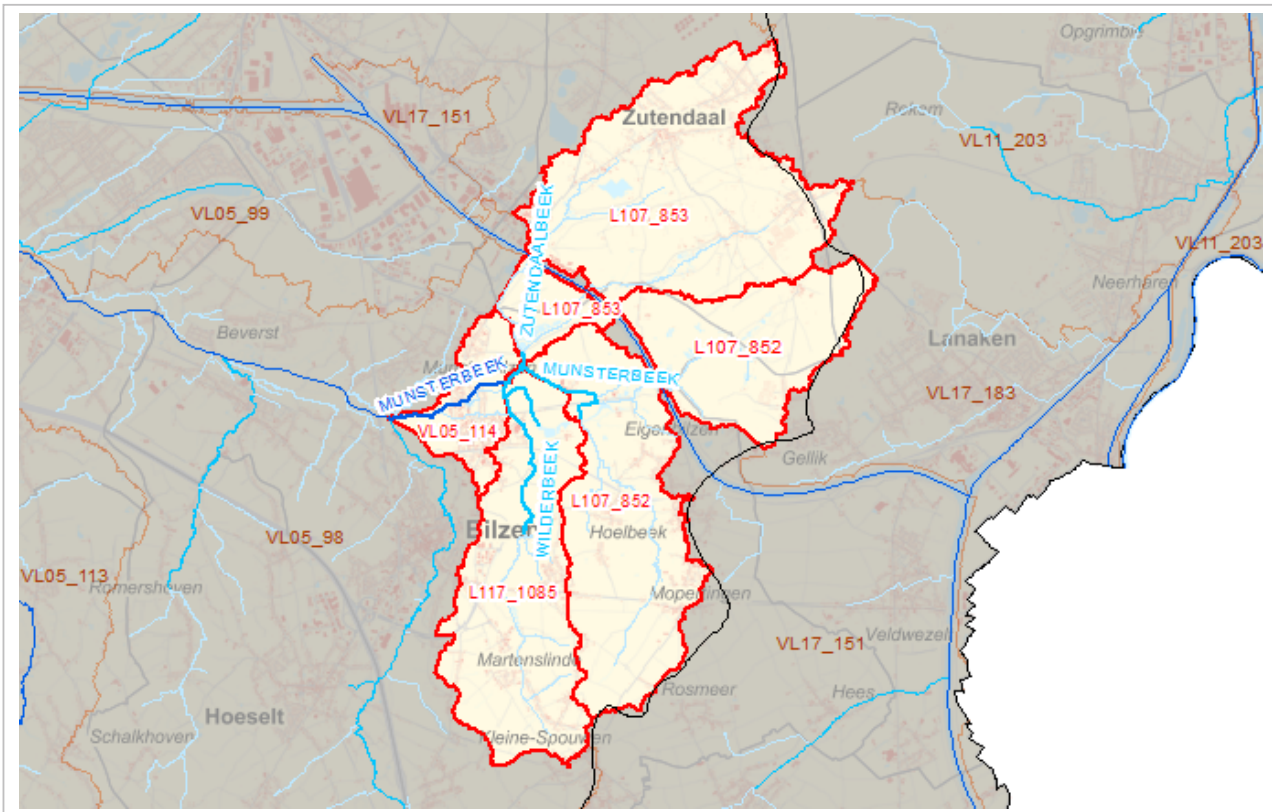 Opgrimbie
Zutendaal
Rekem
VL17_151
VL11_203
VL05_99
L107_853
VL11_203
ZUTENDAALBEEK
Neerharen
L107_853
Beverst
Lanaken
L107_852
MUNSTERBEEK
MUNSTERBEEK
VL17_183
VL05_114
Eigenbilzen
Gellik
WILDERBEEK
L107_852
Bilzen
Hoelbeek
VL05_98
VL05_113
Romershoven
L117_1085
Mopertingen
VL17_151
Veldwezelt
Martenslinde
Rosmeer
Hees
Hoeselt
Schalkhoven
Kleine-Spouwen